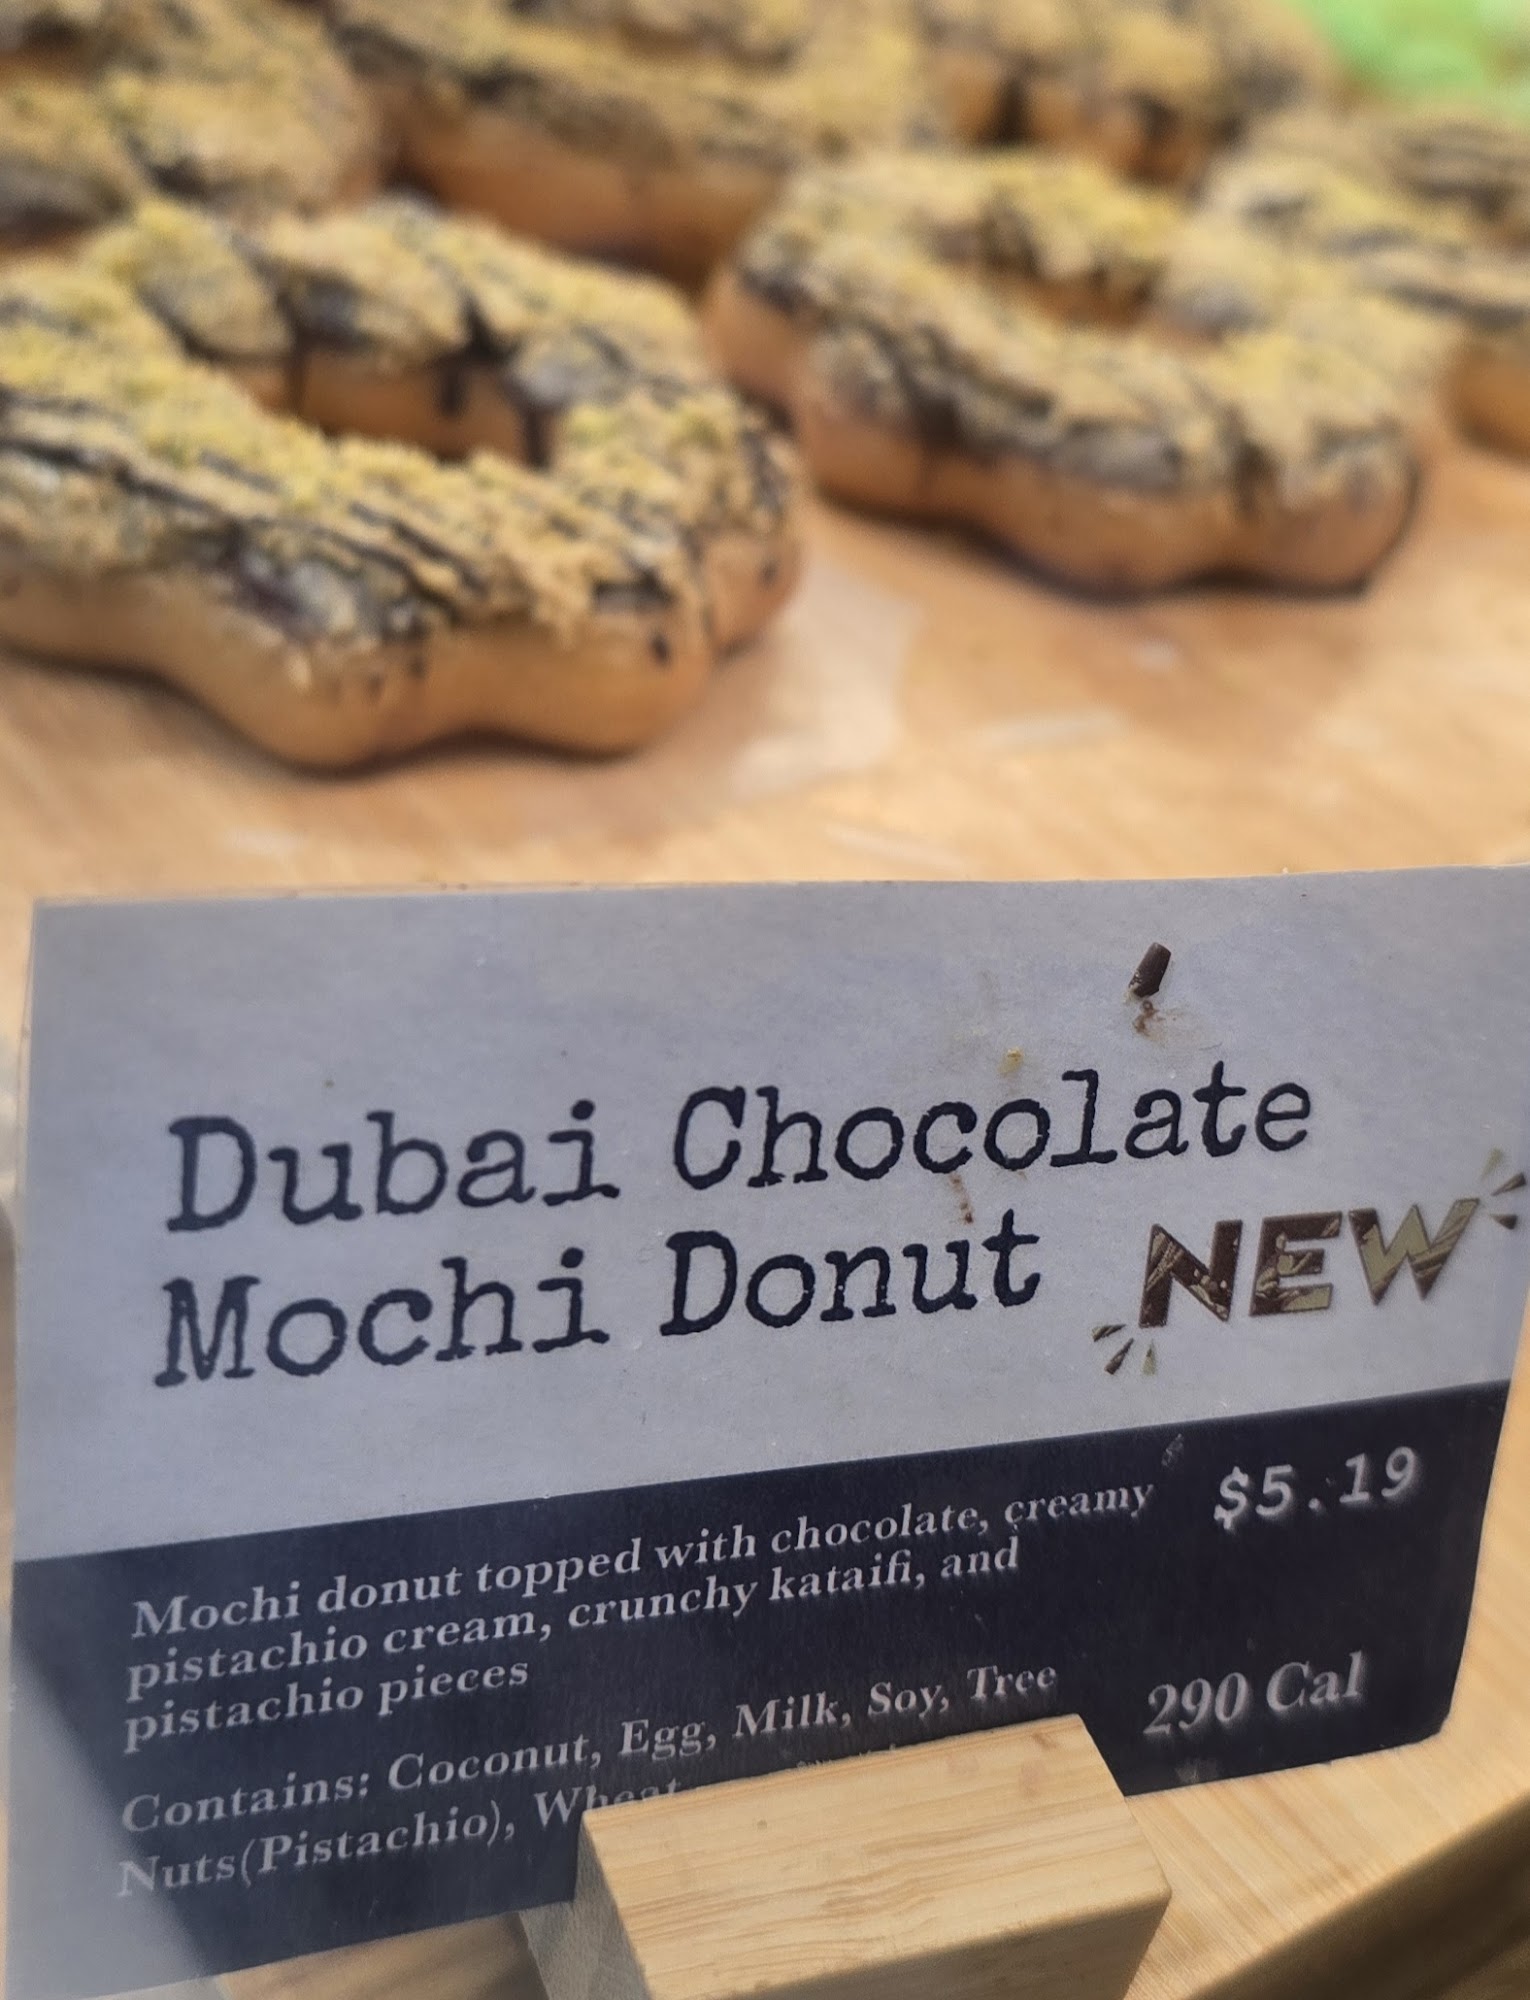 Dubai Chocolate
Mochi Donut NEW
$5.19
Mochi donut topped with chocolate, creamy
pistachio cream, crunchy kataifi, and
pistachio pieces
290 Cal
Contains: Coconut, Egg, Milk, Soy, Tree
Nuts(Pistachio), Wheat